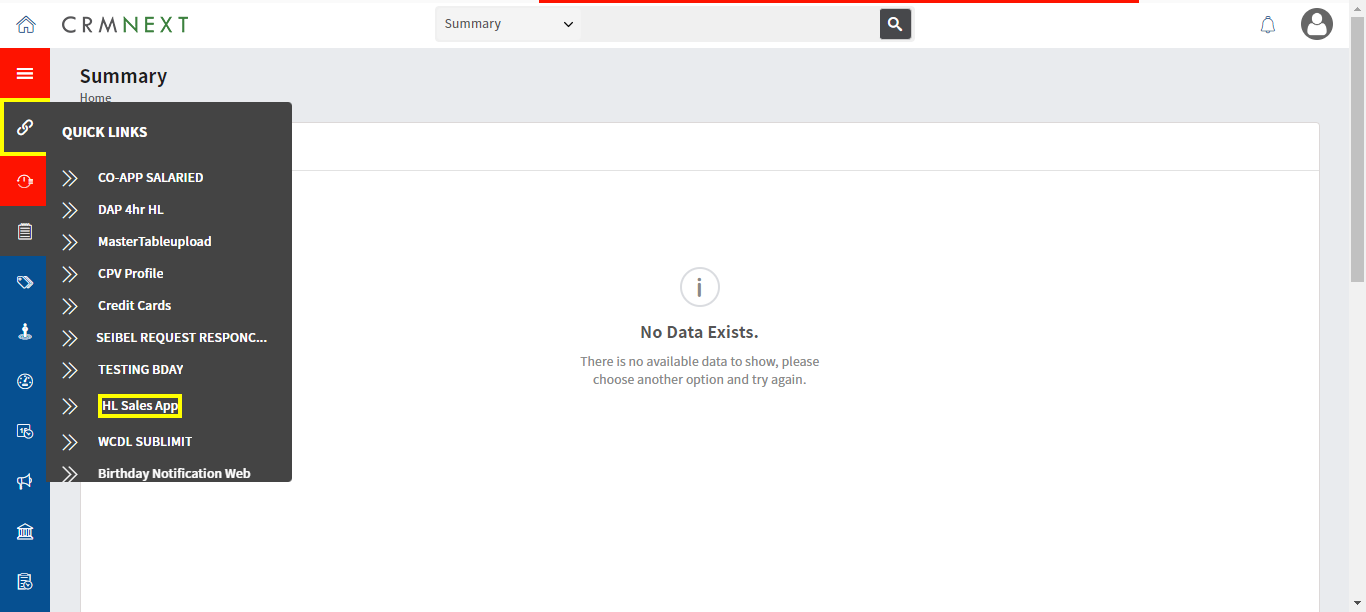 CRMNEXT
Summary
Summary
Home
QUICK LINKS
CO-APP SALARIED
DAP 4hr HL
MasterTableupload
CPV Profile
Credit Cards
SEIBEL REQUEST RESPONC...
TESTING BDAY
HL Sales App
WCDL SUBLIMIT
Birthday Notification Web
No Data Exists.
There is no available data to show, please
choose another option and try again.